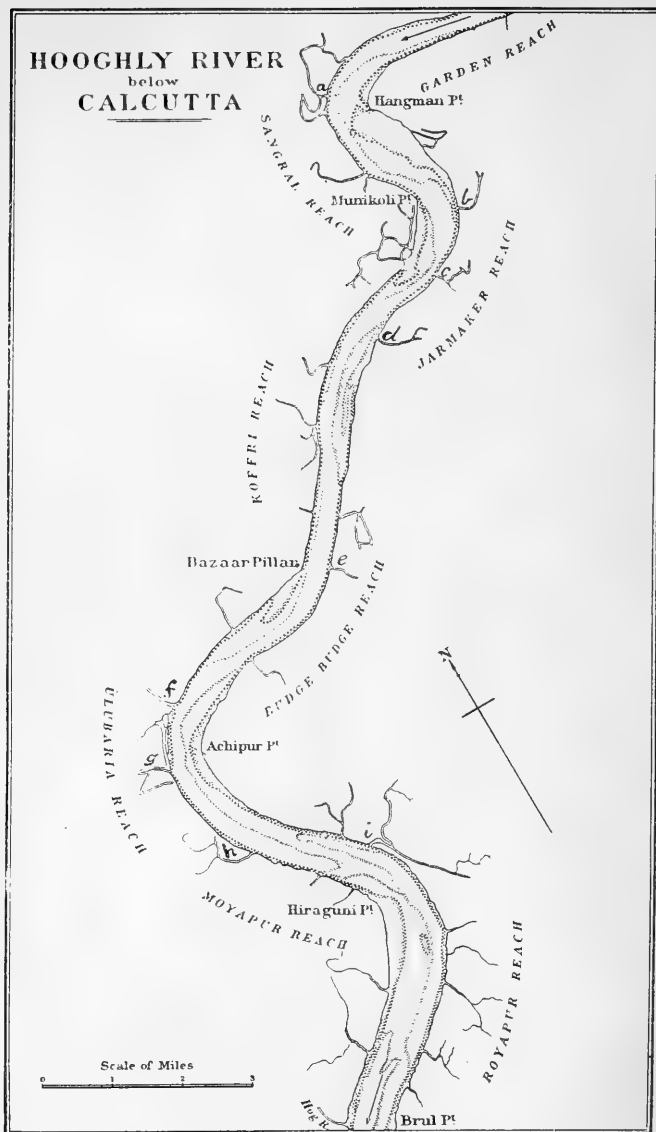 HOOGHLY RIVER
below
CALCUTTA
GARDEN REACH
a
Hangman Pt.
SANGRAL REACH
Munikoli Pt.
b
c
JARMAKER REACH
d
KOFFRI REACH
Bazaar Pillar
e
BUDGE BUDGE REACH
N
f
ULUBARIA
REACH
Achipur Pt.
g
h
i
MOYAPUR REACH
Hiraguni Pt.
ROYAPUR REACH
Scale of Miles
0 1 2 3
Hog R.
Brul Pt.